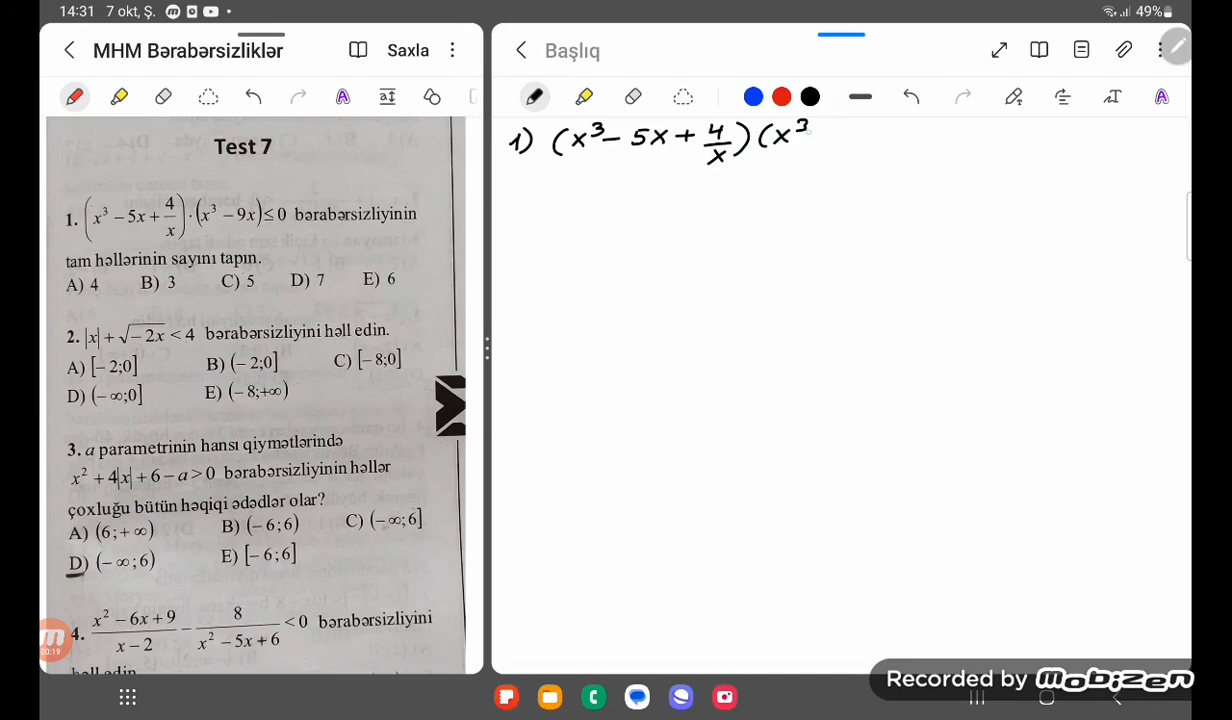 14:31 7 okt, Ş. 49%
MHM Bərabərsizliklər Saxla
Test 7
1. (x³ − 5x + 4/x) · (x³ − 9x) ≤ 0 bərabərsizliyinin
tam həllərinin sayını tapın.
A) 4 B) 3 C) 5 D) 7 E) 6
2. |x| + √−2x < 4 bərabərsizliyini həll edin.
A) [− 2;0] B) (− 2;0] C) [− 8;0]
D) (− ∞;0] E) (− 8;+∞)
3. a parametrinin hansı qiymətlərində
x² + 4|x| + 6 − a > 0 bərabərsizliyinin həllər
çoxluğu bütün həqiqi ədədlər olar?
A) (6;+ ∞) B) (− 6;6) C) (− ∞;6]
D) (− ∞;6) E) [− 6;6]
4. (x² − 6x + 9)/(x − 2) − 8/(x² − 5x + 6) < 0 bərabərsizliyini
həll edin.
00:19
Başlıq
1) (x³ − 5x + 4/x)(x³
Recorded by mobizen